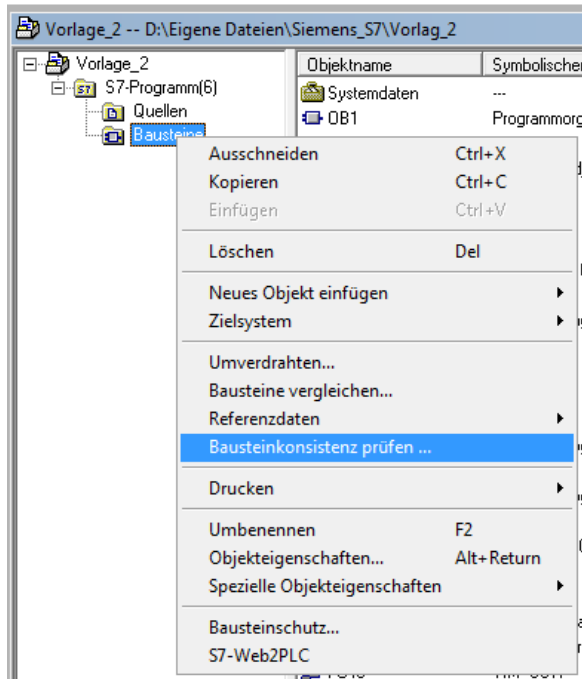 Vorlage_2 -- D:\Eigene Dateien\Siemens_S7\Vorlag_2
Vorlage_2
S7-Programm(6)
Quellen
Bausteine
Objektname
Systemdaten ---
OB1
Ausschneiden Ctrl+X
Kopieren Ctrl+C
Einfügen Ctrl+V
Löschen Del
Neues Objekt einfügen
Zielsystem
Umverdrahten...
Bausteine vergleichen...
Referenzdaten
Bausteinkonsistenz prüfen ...
Drucken
Umbenennen F2
Objekteigenschaften... Alt+Return
Spezielle Objekteigenschaften
Bausteinschutz...
S7-Web2PLC